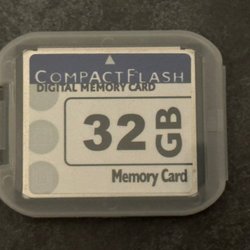 COMPACTFLASH
DIGITAL MEMORY CARD
32 GB
Memory Card